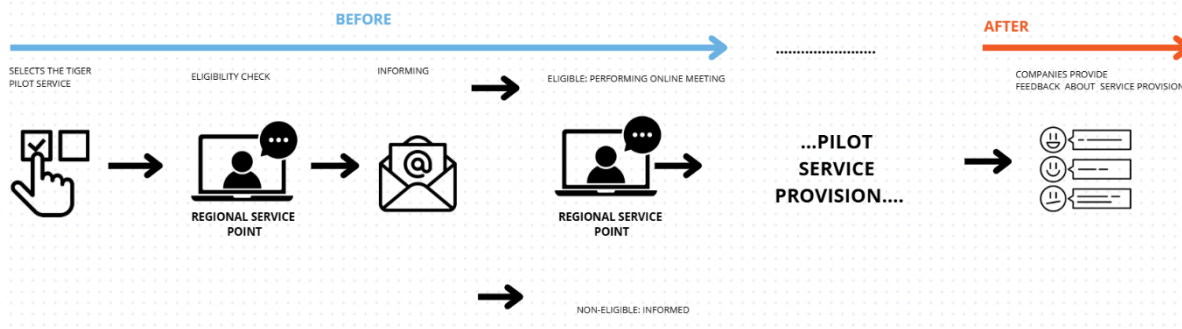 BEFORE
........................
AFTER
SELECTS THE TIGER
PILOT SERVICE
ELIGIBILITY CHECK
INFORMING
ELIGIBLE: PERFORMING ONLINE MEETING
COMPANIES PROVIDE
FEEDBACK ABOUT SERVICE PROVISION
@
REGIONAL SERVICE
POINT
REGIONAL SERVICE
POINT
...PILOT
SERVICE
PROVISION....
NON-ELIGIBLE: INFORMED